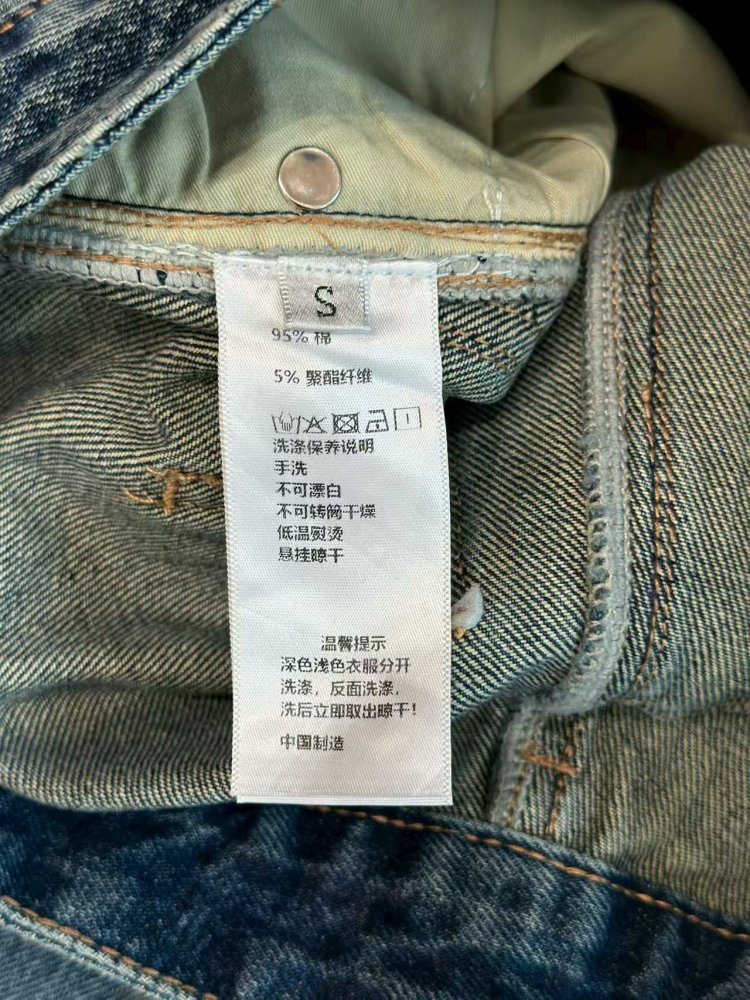 S
95% 棉
5% 聚酯纤维
洗涤保养说明
手洗
不可漂白
不可转筒干燥
低温熨烫
悬挂晾干
温馨提示
深色浅色衣服分开
洗涤，反面洗涤，
洗后立即取出晾干！
中国制造